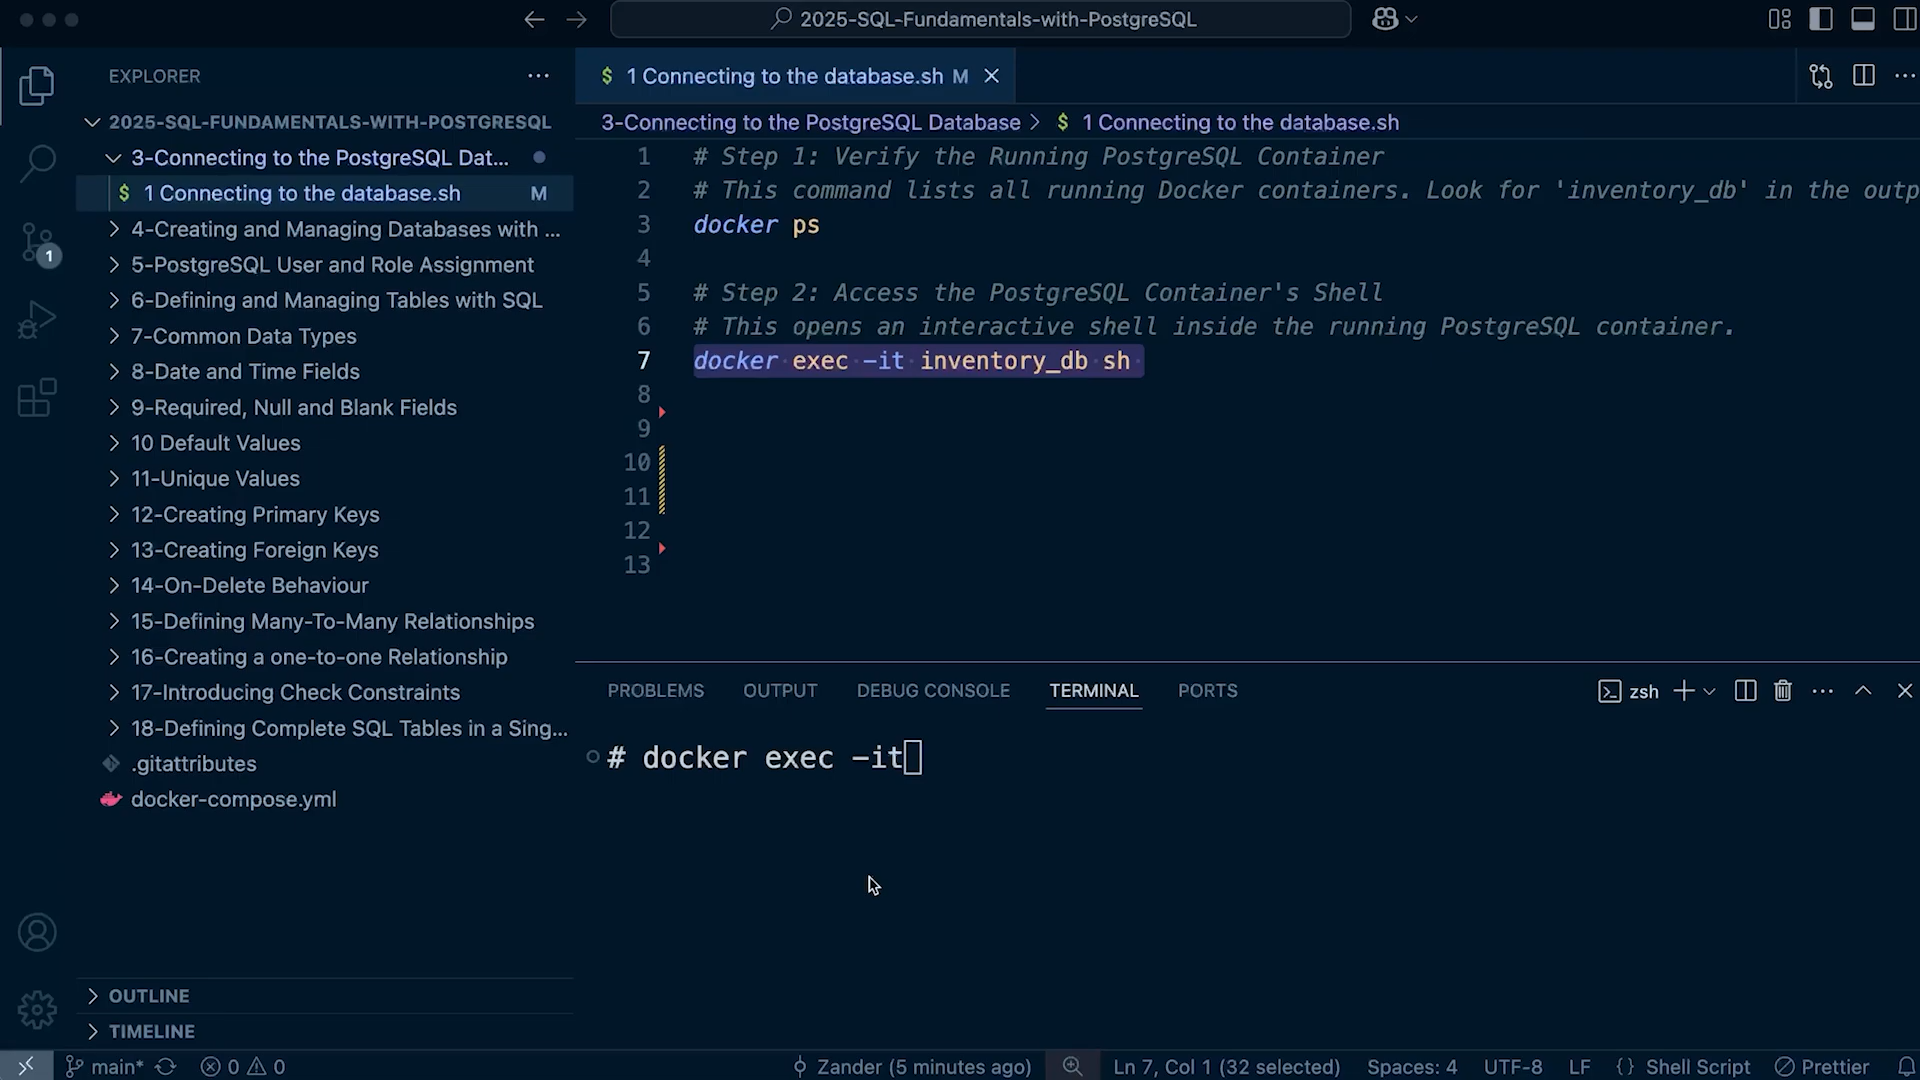 2025-SQL-Fundamentals-with-PostgreSQL
EXPLORER
2025-SQL-FUNDAMENTALS-WITH-POSTGRESQL
3-Connecting to the PostgreSQL Dat...
$ 1 Connecting to the database.sh M
4-Creating and Managing Databases with ...
5-PostgreSQL User and Role Assignment
6-Defining and Managing Tables with SQL
7-Common Data Types
8-Date and Time Fields
9-Required, Null and Blank Fields
10 Default Values
11-Unique Values
12-Creating Primary Keys
13-Creating Foreign Keys
14-On-Delete Behaviour
15-Defining Many-To-Many Relationships
16-Creating a one-to-one Relationship
17-Introducing Check Constraints
18-Defining Complete SQL Tables in a Sing...
.gitattributes
docker-compose.yml
OUTLINE
TIMELINE
1
$ 1 Connecting to the database.sh M
3-Connecting to the PostgreSQL Database > $ 1 Connecting to the database.sh
1 # Step 1: Verify the Running PostgreSQL Container
2 # This command lists all running Docker containers. Look for 'inventory_db' in the outp
3 docker ps
4
5 # Step 2: Access the PostgreSQL Container's Shell
6 # This opens an interactive shell inside the running PostgreSQL container.
7 docker exec -it inventory_db sh
8
9
10
11
12
13
PROBLEMS OUTPUT DEBUG CONSOLE TERMINAL PORTS zsh
# docker exec -it
main* 0 0 Zander (5 minutes ago) Ln 7, Col 1 (32 selected) Spaces: 4 UTF-8 LF {} Shell Script Prettier